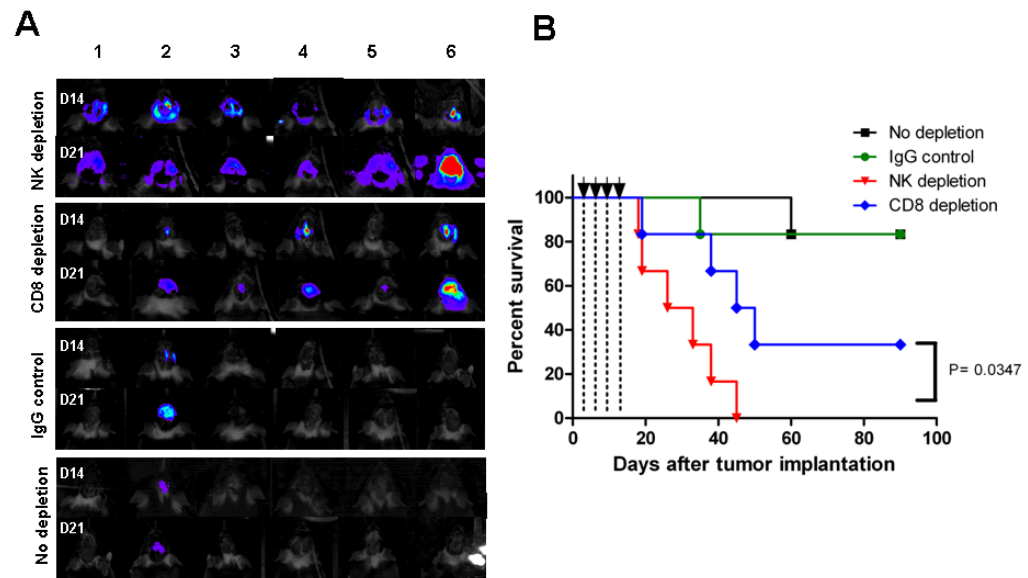 A
1 2 3 4 5 6
NK depletion
D14
D21
CD8 depletion
D14
D21
IgG control
D14
D21
No depletion
D14
D21
B
No depletion
IgG control
NK depletion
CD8 depletion
Percent survival
100
80
60
40
20
0
0 20 40 60 80 100
Days after tumor implantation
P= 0.0347